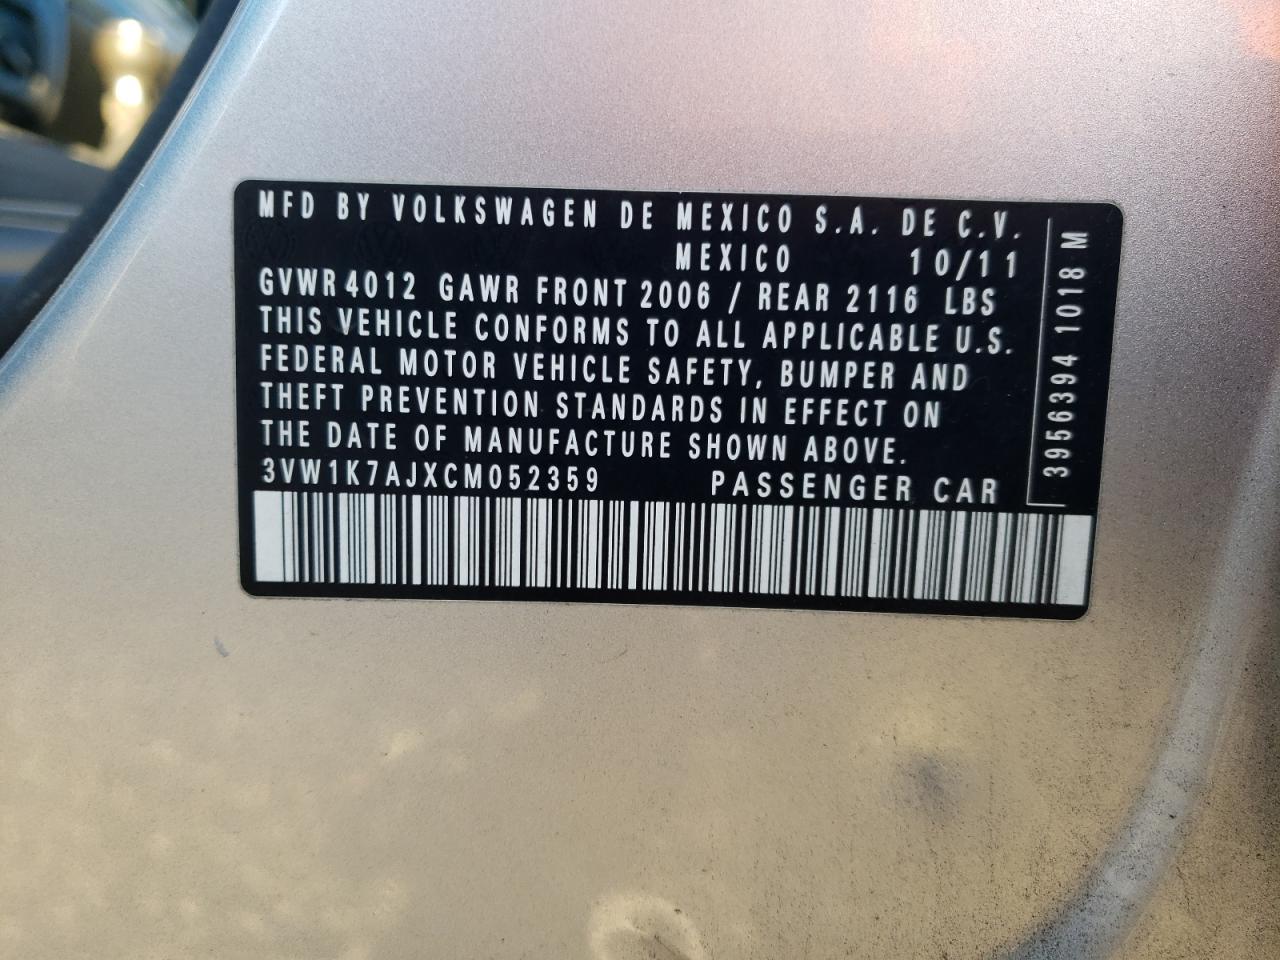 MFD BY VOLKSWAGEN DE MEXICO S.A. DE C.V.
MEXICO 10/11
GVWR 4012 GAWR FRONT 2006 / REAR 2116 LBS
THIS VEHICLE CONFORMS TO ALL APPLICABLE U.S.
FEDERAL MOTOR VEHICLE SAFETY, BUMPER AND
THEFT PREVENTION STANDARDS IN EFFECT ON
THE DATE OF MANUFACTURE SHOWN ABOVE.
3VW1K7AJXCM052359 PASSENGER CAR
3956394 1018 M